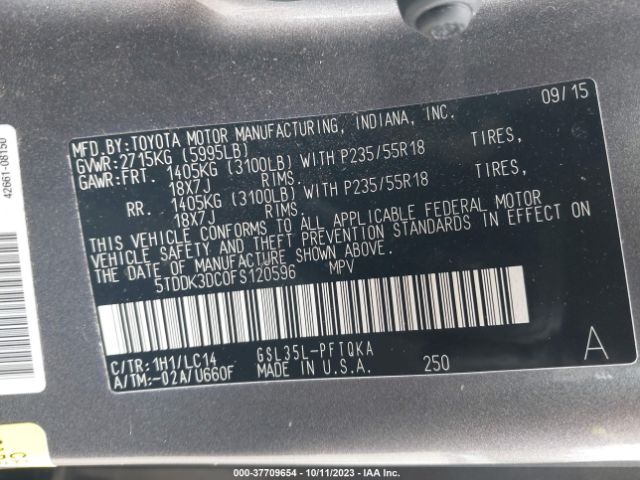 42661-08150
09/15
MFD.BY:TOYOTA MOTOR MANUFACTURING, INDIANA, INC.
GVWR:2715KG (5995LB)
GAWR:FRT. 1405KG (3100LB) WITH P235/55R18 TIRES,
18X7J RIMS.
RR. 1405KG (3100LB) WITH P235/55R18 TIRES,
18X7J RIMS.
THIS VEHICLE CONFORMS TO ALL APPLICABLE FEDERAL MOTOR
VEHICLE SAFETY AND THEFT PREVENTION STANDARDS IN EFFECT ON
THE DATE OF MANUFACTURE SHOWN ABOVE.
5TDDK3DC0FS120596 MPV
C/TR:1H1/LC14 GSL35L-PFTQKA A
A/TM:-02A/U660F MADE IN U.S.A. 250
000-37709654 - 10/11/2023 - IAA Inc.